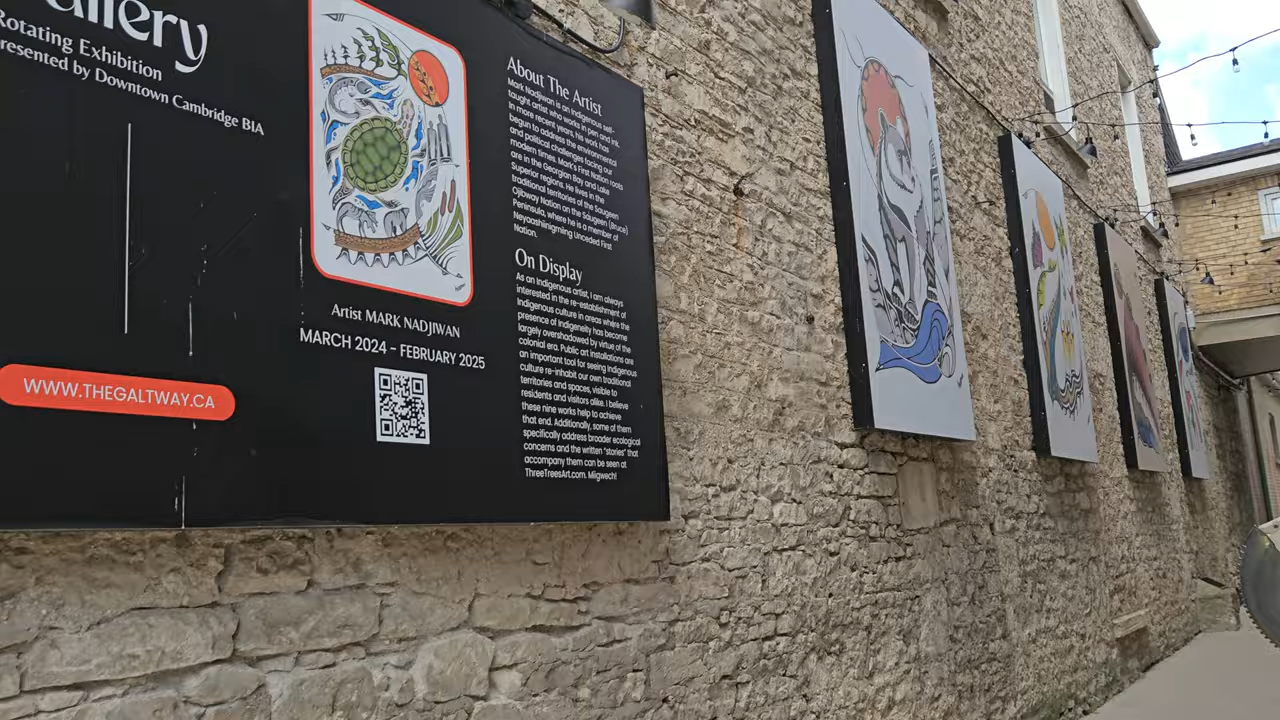 allery
Rotating Exhibition
resented by Downtown Cambridge BIA
WWW.THEGALTWAY.CA
Artist MARK NADJIWAN
MARCH 2024 – FEBRUARY 2025
About The Artist
Mark Nadjiwan is an Indigenous self-
taught artist who works in pen and ink.
In more recent years, his work has
begun to address the environmental
and political challenges facing our
modern times. Mark's First Nation roots
are in the Georgian Bay and Lake
Superior regions. He lives in the
traditional territories of the Saugeen
Ojibway Nation on the Saugeen (Bruce)
Peninsula, where he is a member of
Neyaashiinigmiing Unceded First
Nation.
On Display
As an Indigenous artist, I am always
interested in the re-establishment of
Indigenous culture in areas where the
presence of Indigeneity has become
largely overshadowed by virtue of the
colonial era. Public art installations are
an important tool for seeing Indigenous
culture re-inhabit our own traditional
territories and spaces, visible to
residents and visitors alike. I believe
these nine works help to achieve
that end. Additionally, some of them
specifically address broader ecological
concerns and the written "stories" that
accompany them can be seen at
ThreeTreesArt.com. Miigwech!